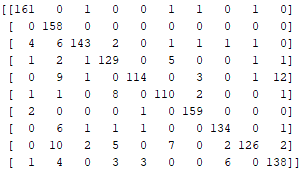 [[161 0 1 0 0 1 1 0 1 0]
[ 0 158 0 0 0 0 0 0 0 0]
[ 4 6 143 2 0 1 1 1 1 0]
[ 1 2 1 129 0 5 0 0 1 1]
[ 0 9 1 0 114 0 3 0 1 12]
[ 1 1 0 8 0 110 2 0 0 1]
[ 2 0 0 0 1 0 159 0 0 0]
[ 0 6 1 1 1 0 0 134 0 1]
[ 0 10 2 5 0 7 0 2 126 2]
[ 1 4 0 3 3 0 0 6 0 138]]